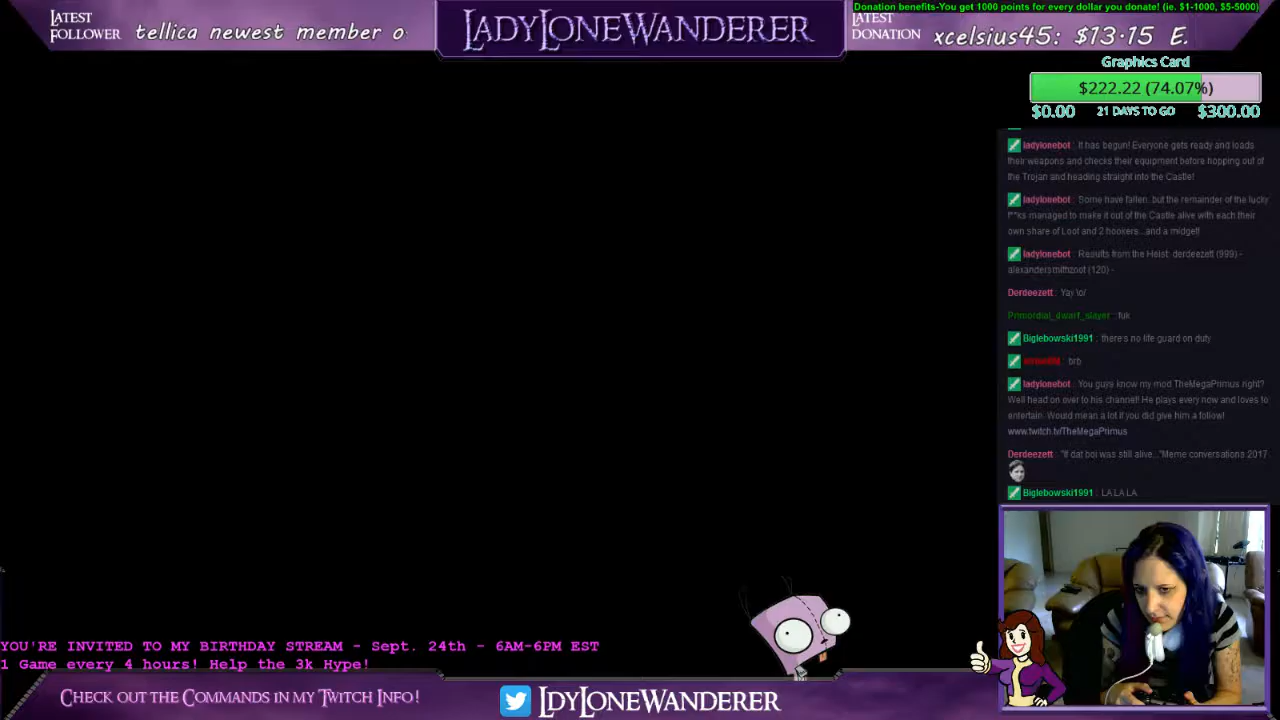 LATEST FOLLOWER
tellica newest member o
LADYLONEWANDERER
Donation benefits-You get 1000 points for every dollar you donate! (ie. $1-1000, $5-5000)
LATEST DONATION
xcelsius45: $13.15 E.
Graphics Card
$222.22 (74.07%)
$0.00 21 DAYS TO GO $300.00
ladylonebot : It has begun! Everyone gets ready and loads
their weapons and checks their equipment before hopping out of
the Trojan and heading straight into the Castle!
ladylonebot : Some have fallen, but the remainder of the lucky
f**ks managed to make it out of the Castle alive with each their
own share of Loot and 2 hookers...and a midget!
ladylonebot : Results from the Heist: derdeezett (999) -
alexandersmithzoot (120) -
Derdeezett : Yay \o/
Primordial_dwarf_slayer : fuk
Biglebowski1991 : there's no life guard on duty
: brb
ladylonebot : You guys know my mod TheMegaPrimus right?
Well head on over to his channel! He plays every now and loves to
entertain. Would mean a lot if you did give him a follow!
www.twitch.tv/TheMegaPrimus
Derdeezett : "If dat boi was still alive..."Meme conversations 2017
Biglebowski1991 : LA LA LA
YOU'RE INVITED TO MY BIRTHDAY STREAM - Sept. 24th - 6AM-6PM EST
1 Game every 4 hours! Help the 3k Hype!
CHECK OUT THE COMMANDS IN MY TWITCH INFO!
LDYLONEWANDERER